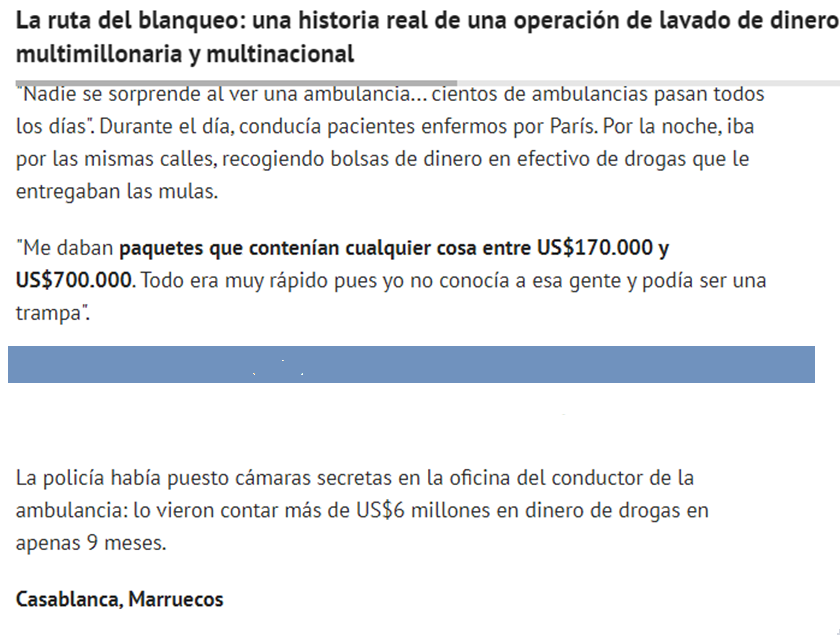 La ruta del blanqueo: una historia real de una operación de lavado de dinero
multimillonaria y multinacional
"Nadie se sorprende al ver una ambulancia... cientos de ambulancias pasan todos
los días". Durante el día, conducía pacientes enfermos por París. Por la noche, iba
por las mismas calles, recogiendo bolsas de dinero en efectivo de drogas que le
entregaban las mulas.
"Me daban paquetes que contenían cualquier cosa entre US$170.000 y
US$700.000. Todo era muy rápido pues yo no conocía a esa gente y podía ser una
trampa".
La policía había puesto cámaras secretas en la oficina del conductor de la
ambulancia: lo vieron contar más de US$6 millones en dinero de drogas en
apenas 9 meses.
Casablanca, Marruecos